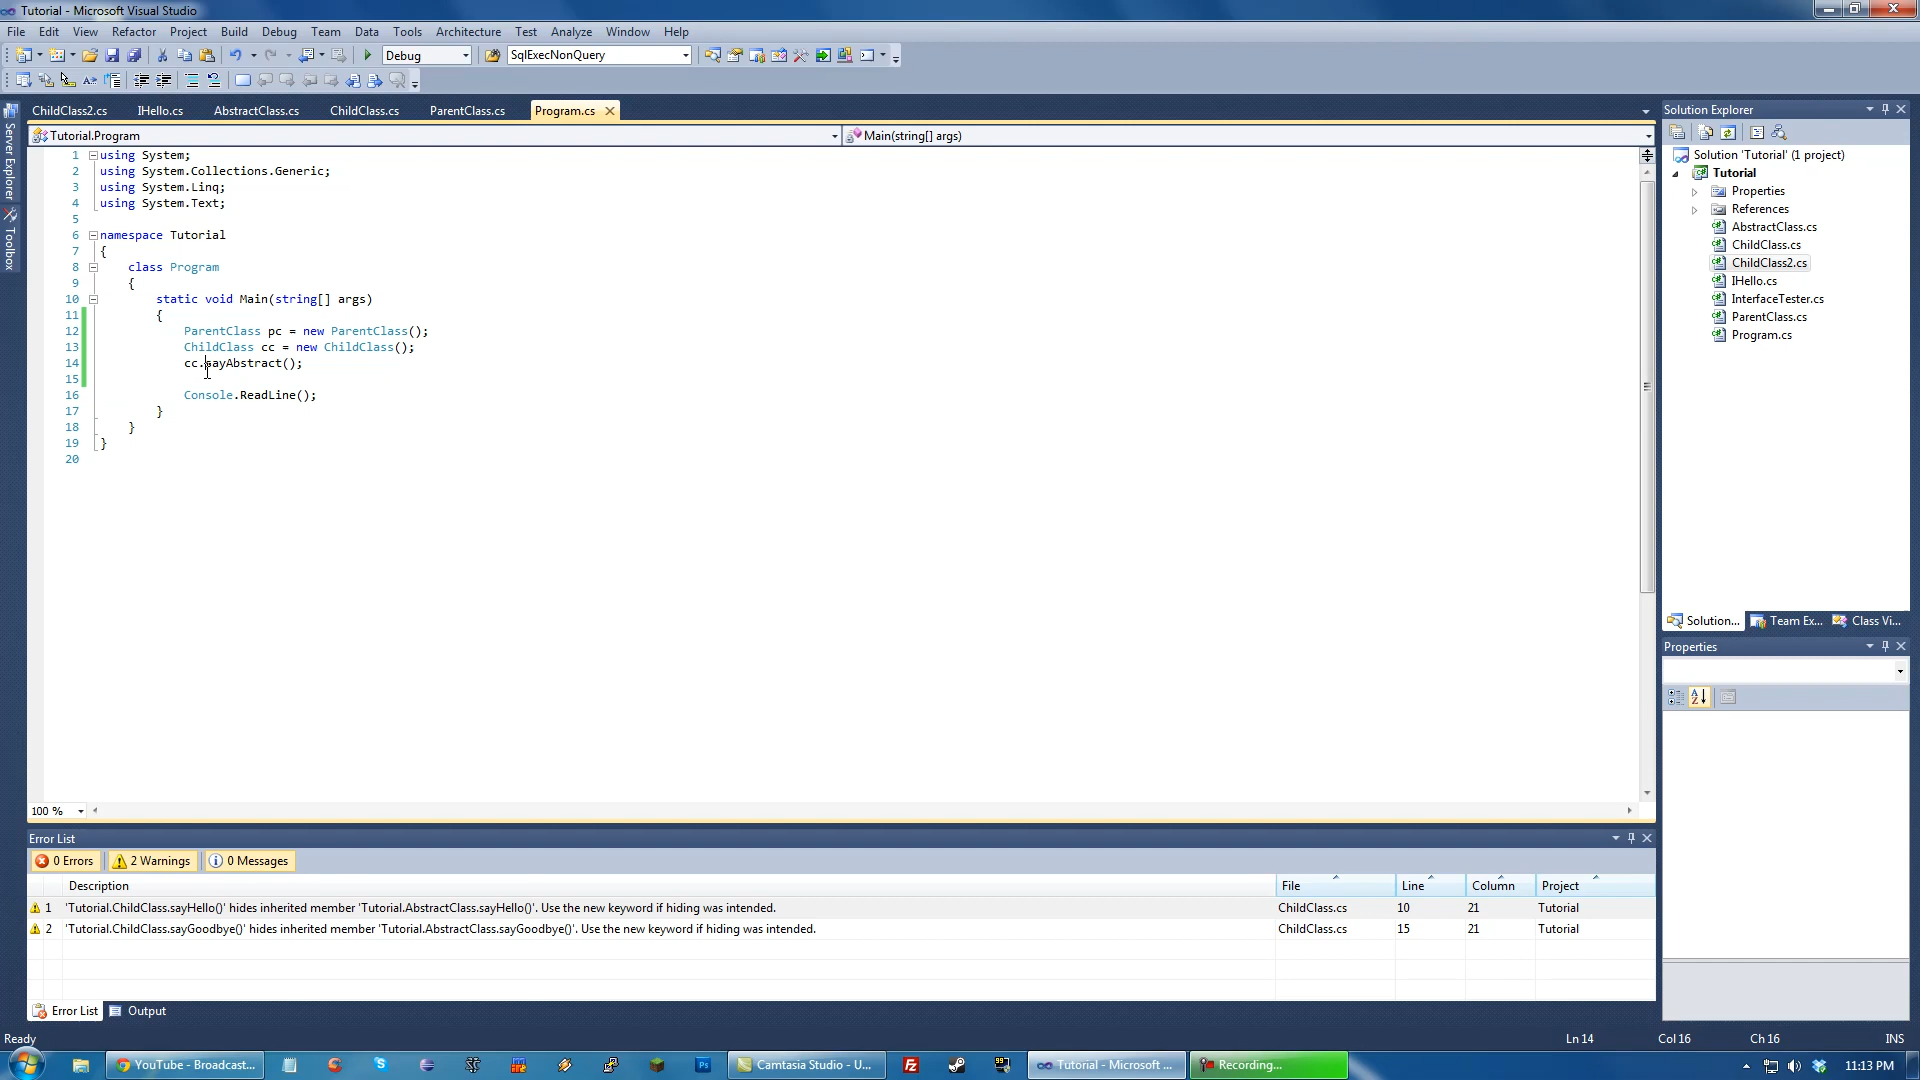 Tutorial - Microsoft Visual Studio
File Edit View Refactor Project Build Debug Team Data Tools Architecture Test Analyze Window Help
Debug SqlExecNonQuery
ChildClass2.cs IHello.cs AbstractClass.cs ChildClass.cs ParentClass.cs Program.cs
Tutorial.Program Main(string[] args)
Server Explorer
Toolbox
1 using System;
2 using System.Collections.Generic;
3 using System.Linq;
4 using System.Text;
5
6 namespace Tutorial
7 {
8 class Program
9 {
10 static void Main(string[] args)
11 {
12 ParentClass pc = new ParentClass();
13 ChildClass cc = new ChildClass();
14 cc.sayAbstract();
15
16 Console.ReadLine();
17 }
18 }
19 }
20
100 %
Solution Explorer
Solution 'Tutorial' (1 project)
Tutorial
Properties
References
AbstractClass.cs
ChildClass.cs
ChildClass2.cs
IHello.cs
InterfaceTester.cs
ParentClass.cs
Program.cs
Solution... Team Ex... Class Vi...
Properties
Error List
0 Errors 2 Warnings 0 Messages
Description File Line Column Project
1 'Tutorial.ChildClass.sayHello()' hides inherited member 'Tutorial.AbstractClass.sayHello()'. Use the new keyword if hiding was intended. ChildClass.cs 10 21 Tutorial
2 'Tutorial.ChildClass.sayGoodbye()' hides inherited member 'Tutorial.AbstractClass.sayGoodbye()'. Use the new keyword if hiding was intended. ChildClass.cs 15 21 Tutorial
Error List Output
Ready Ln 14 Col 16 Ch 16 INS
YouTube - Broadcast... Ps Camtasia Studio - U... Fz Tutorial - Microsoft ... Recording... 11:13 PM